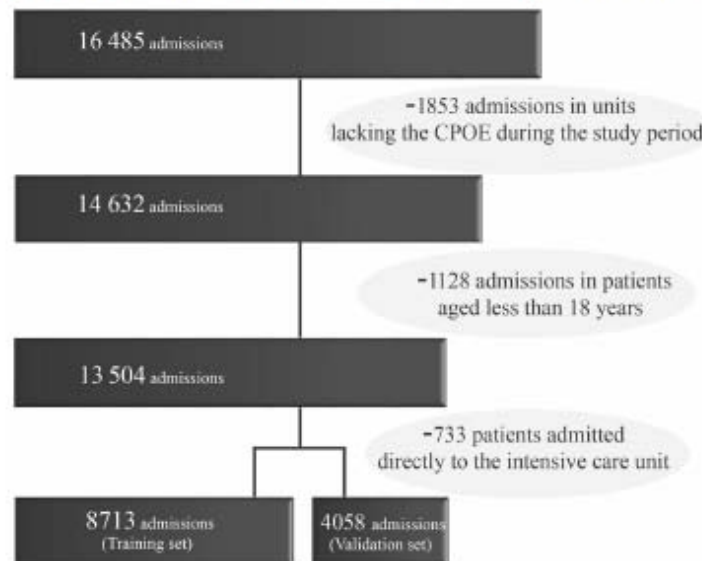 16 485 admissions
-1853 admissions in units
lacking the CPOE during the study period
14 632 admissions
-1128 admissions in patients
aged less than 18 years
13 504 admissions
-733 patients admitted
directly to the intensive care unit
8713 admissions
(Training set)
4058 admissions
(Validation set)